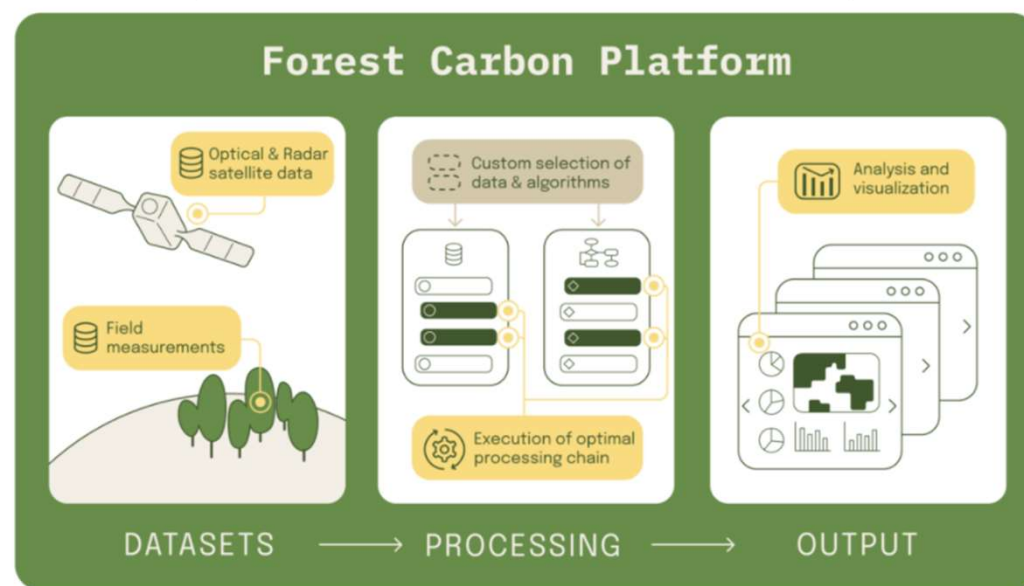 Forest Carbon Platform
Optical & Radar
satellite data
Field
measurements
Custom selection of
data & algorithms
Execution of optimal
processing chain
Analysis and
visualization
DATASETS
PROCESSING
OUTPUT